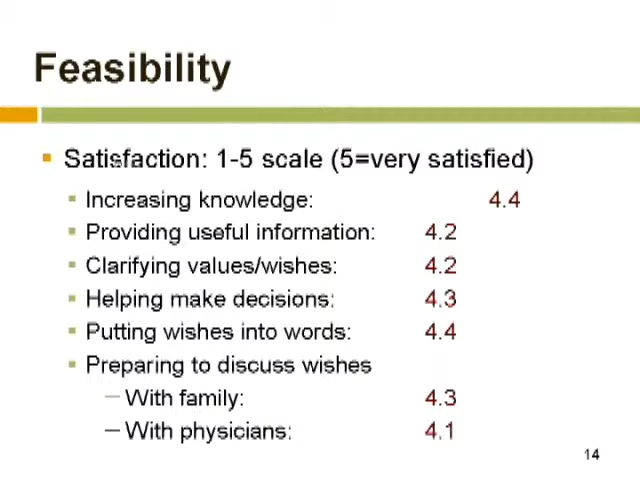 Feasibility
Satisfaction: 1-5 scale (5=very satisfied)
Increasing knowledge: 4.4
Providing useful information: 4.2
Clarifying values/wishes: 4.2
Helping make decisions: 4.3
Putting wishes into words: 4.4
Preparing to discuss wishes
– With family: 4.3
– With physicians: 4.1
14